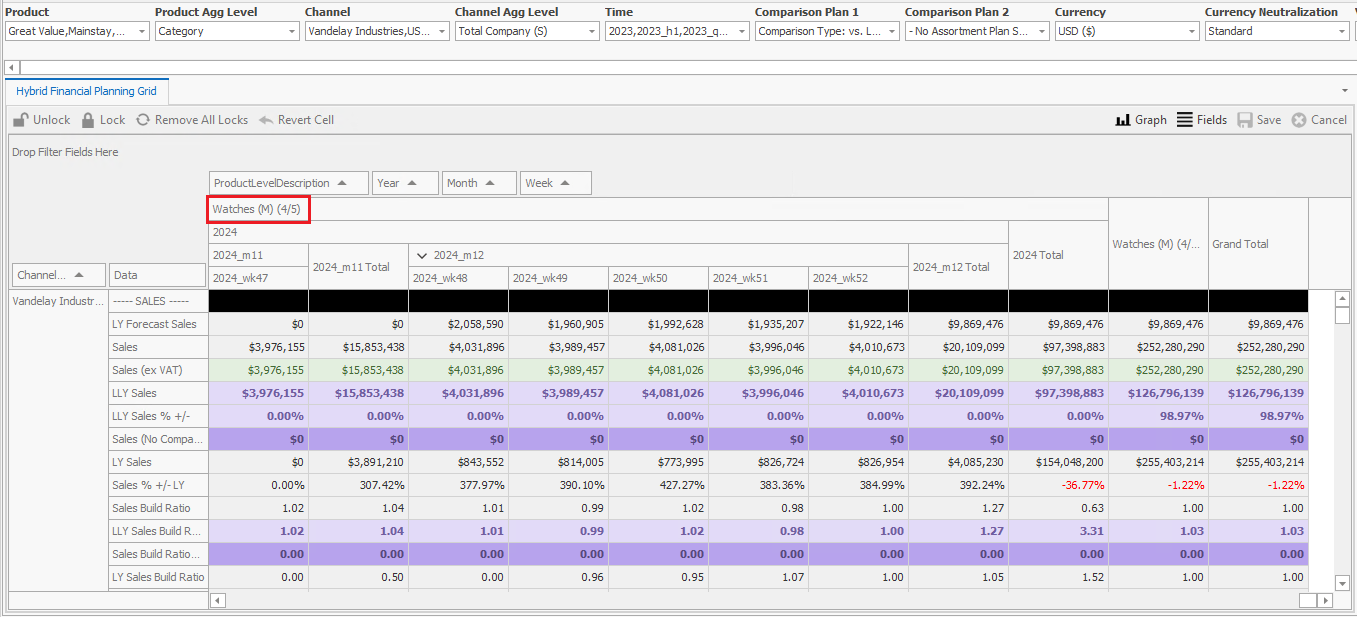 Product Product Agg Level Channel Channel Agg Level Time Comparison Plan 1 Comparison Plan 2 Currency Currency Neutralization
Great Value,Mainstay,... Category Vandelay Industries,US... Total Company (S) 2023,2023_h1,2023_q... Comparison Type: vs. L... - No Assortment Plan S... USD ($) Standard
Hybrid Financial Planning Grid
Unlock Lock Remove All Locks Revert Cell Graph Fields Save Cancel
Drop Filter Fields Here
ProductLevelDescription Year Month Week
Watches (M) (4/5)
2024
2024_m11 2024_m11 Total 2024_m12 2024_m12 Total 2024 Total Watches (M) (4/... Grand Total
Channel... Data 2024_wk47 2024_wk48 2024_wk49 2024_wk50 2024_wk51 2024_wk52
Vandelay Industr... ----- SALES -----
LY Forecast Sales $0 $0 $2,058,590 $1,960,905 $1,992,628 $1,935,207 $1,922,146 $9,869,476 $9,869,476 $9,869,476 $9,869,476
Sales $3,976,155 $15,853,438 $4,031,896 $3,989,457 $4,081,026 $3,996,046 $4,010,673 $20,109,099 $97,398,883 $252,280,290 $252,280,290
Sales (ex VAT) $3,976,155 $15,853,438 $4,031,896 $3,989,457 $4,081,026 $3,996,046 $4,010,673 $20,109,099 $97,398,883 $252,280,290 $252,280,290
LLY Sales $3,976,155 $15,853,438 $4,031,896 $3,989,457 $4,081,026 $3,996,046 $4,010,673 $20,109,099 $97,398,883 $126,796,139 $126,796,139
LLY Sales % +/- 0.00% 0.00% 0.00% 0.00% 0.00% 0.00% 0.00% 0.00% 0.00% 98.97% 98.97%
Sales (No Compa... $0 $0 $0 $0 $0 $0 $0 $0 $0 $0 $0
LY Sales $0 $3,891,210 $843,552 $814,005 $773,995 $826,724 $826,954 $4,085,230 $154,048,200 $255,403,214 $255,403,214
Sales % +/- LY 0.00% 307.42% 377.97% 390.10% 427.27% 383.36% 384.99% 392.24% -36.77% -1.22% -1.22%
Sales Build Ratio 1.02 1.04 1.01 0.99 1.02 0.98 1.00 1.27 0.63 1.00 1.00
LLY Sales Build R... 1.02 1.04 1.01 0.99 1.02 0.98 1.00 1.27 3.31 1.03 1.03
Sales Build Ratio... 0.00 0.00 0.00 0.00 0.00 0.00 0.00 0.00 0.00 0.00 0.00
LY Sales Build Ratio 0.00 0.50 0.00 0.96 0.95 1.07 1.00 1.05 1.52 1.00 1.00